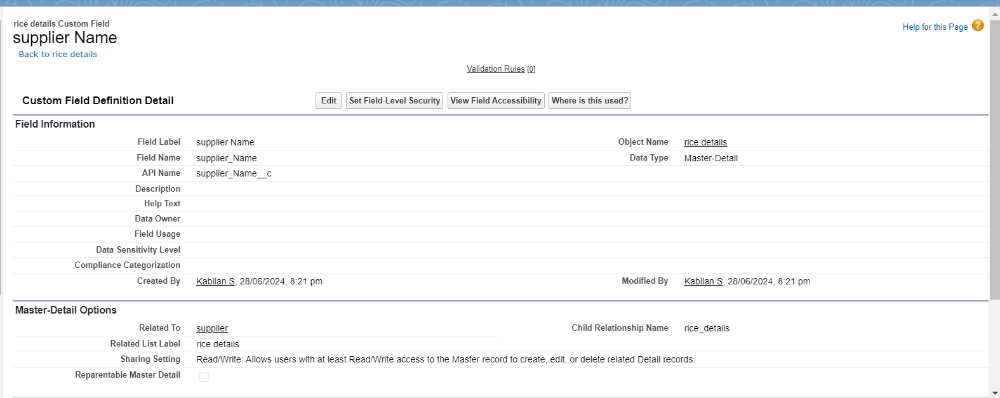 rice details Custom Field
supplier Name
Back to rice details
Help for this Page ?
Validation Rules [0]
Custom Field Definition Detail
Edit Set Field-Level Security View Field Accessibility Where is this used?
Field Information
Field Label supplier Name Object Name rice details
Field Name supplier_Name Data Type Master-Detail
API Name supplier_Name__c
Description
Help Text
Data Owner
Field Usage
Data Sensitivity Level
Compliance Categorization
Created By Kabilan S, 28/06/2024, 8:21 pm Modified By Kabilan S, 28/06/2024, 8:21 pm
Master-Detail Options
Related To supplier Child Relationship Name rice_details
Related List Label rice details
Sharing Setting Read/Write: Allows users with at least Read/Write access to the Master record to create, edit, or delete related Detail records.
Reparentable Master Detail